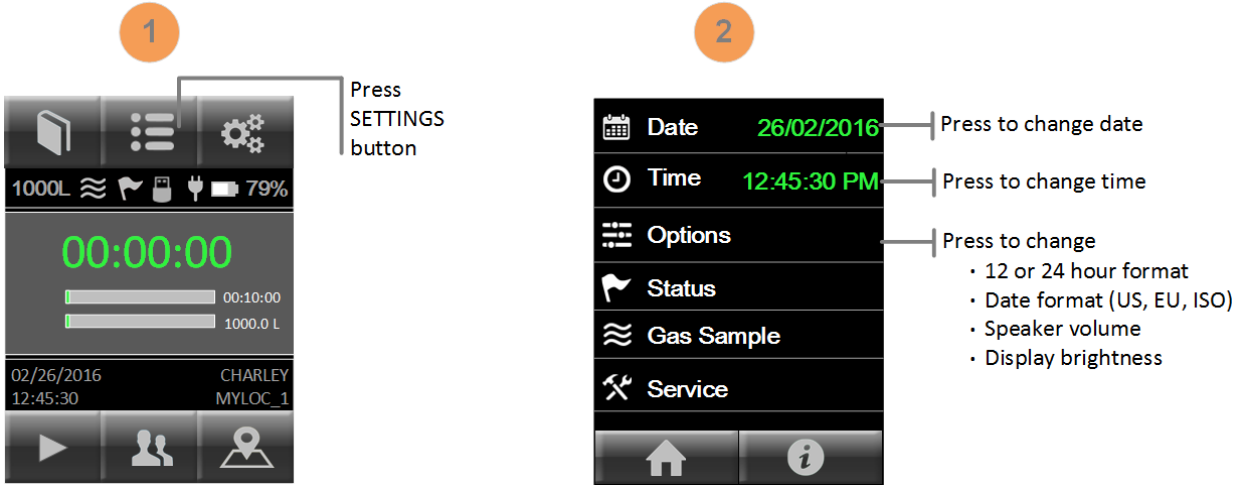 1
Press
SETTINGS
button
1000L 79%
00:00:00
00:10:00
1000.0 L
02/26/2016 CHARLEY
12:45:30 MYLOC_1
2
Date 26/02/2016
Press to change date
Time 12:45:30 PM
Press to change time
Options
Press to change
· 12 or 24 hour format
· Date format (US, EU, ISO)
· Speaker volume
· Display brightness
Status
Gas Sample
Service
i